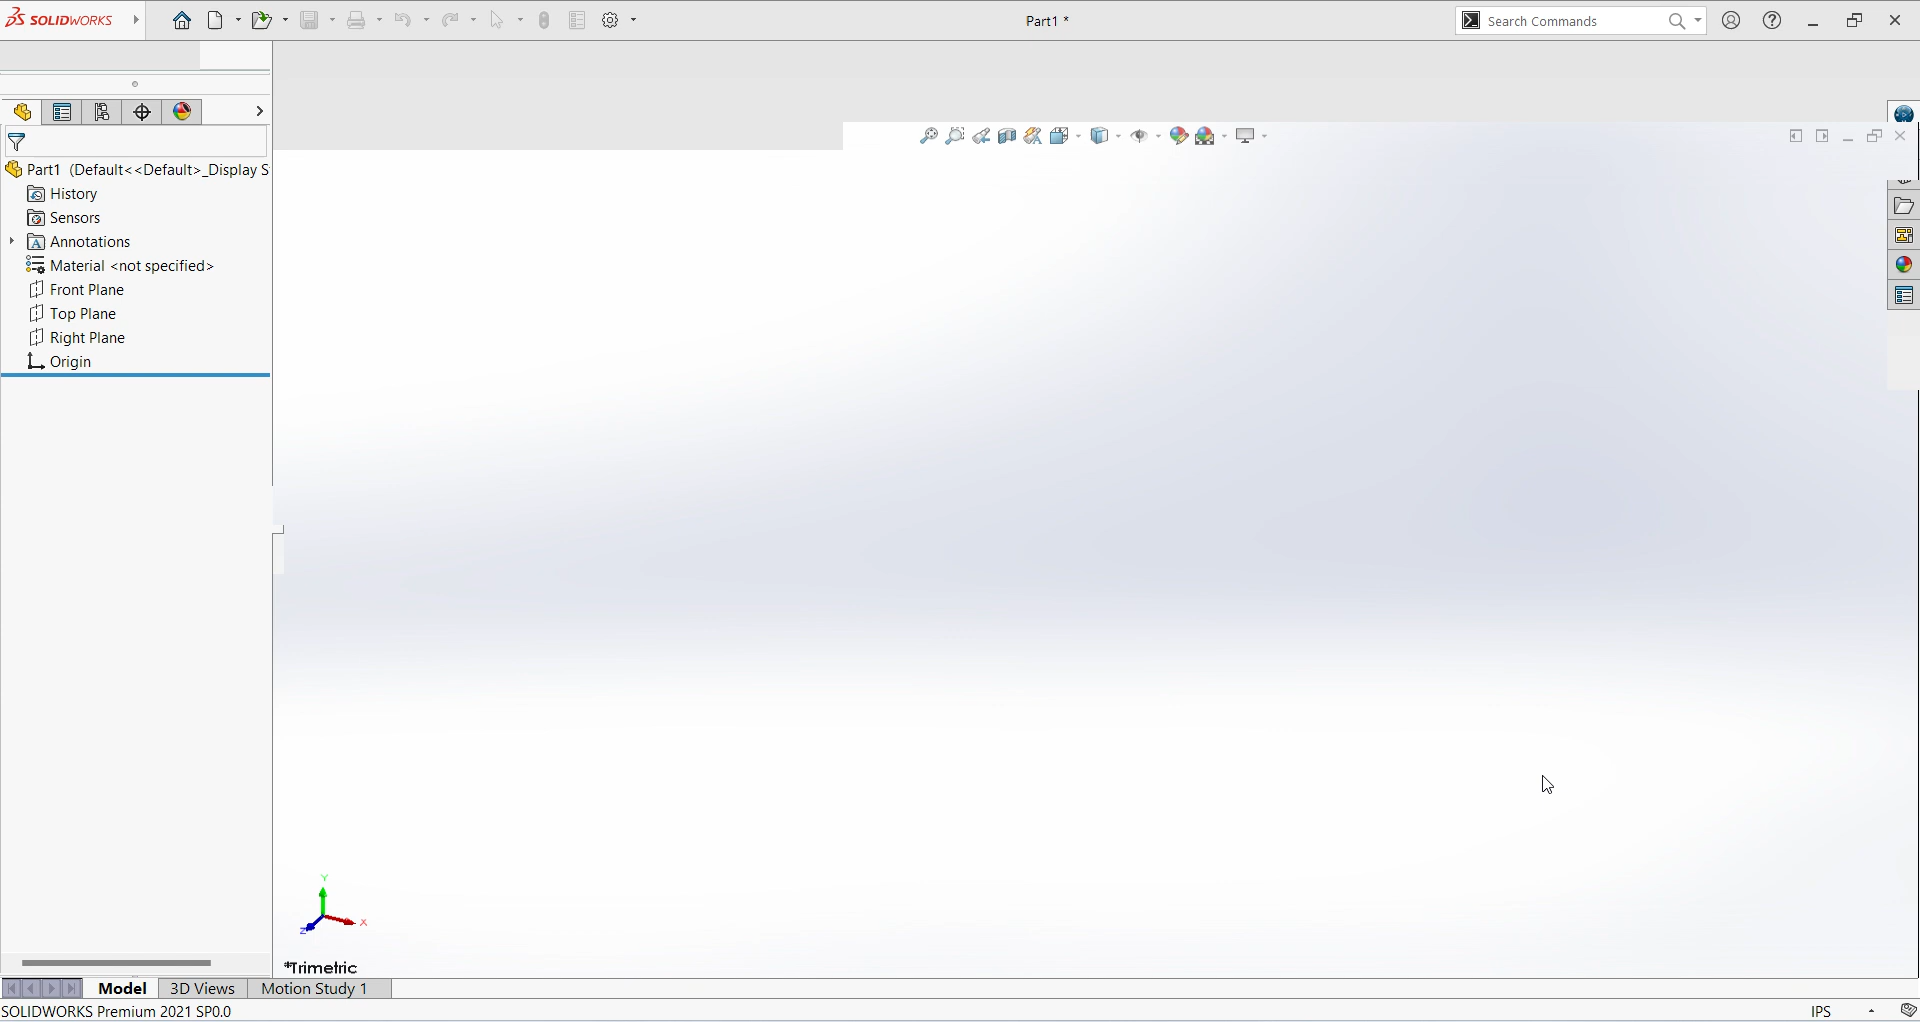 SOLIDWORKS
Part1 *
Search Commands
Part1 (Default<<Default>_Display S
History
Sensors
Annotations
Material <not specified>
Front Plane
Top Plane
Right Plane
Origin
Y
X
Z
*Trimetric
Model
3D Views
Motion Study 1
SOLIDWORKS Premium 2021 SP0.0
IPS